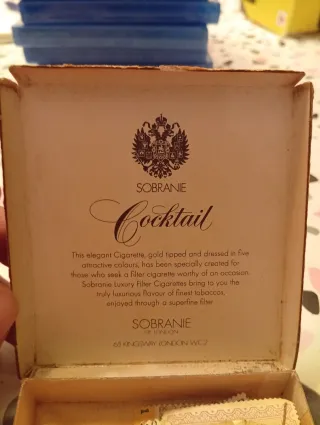 SOBRANIE
Cocktail
This elegant Cigarette, gold tipped and dressed in five
attractive colours, has been specially created for
those who seek a filter cigarette worthy of an occasion.
Sobranie Luxury Filter Cigarettes bring to you the
truly luxurious flavour of finest tobaccos,
enjoyed through a superfine filter
SOBRANIE
OF LONDON
65 KINGSWAY LONDON WC2